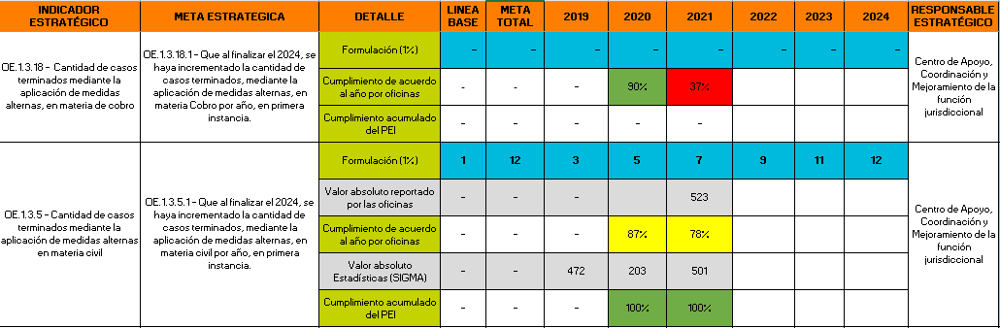 INDICADOR ESTRATÉGICO
META ESTRATEGICA
DETALLE
LINEA BASE
META TOTAL
2019
2020
2021
2022
2023
2024
RESPONSABLE ESTRATÉGICO
OE.1.3.18 – Cantidad de casos
terminados mediante la
aplicación de medidas
alternas, en materia de cobro
OE.1.3.18.1 – Que al finalizar el 2024, se
haya incrementado la cantidad de
casos terminados, mediante la
aplicación de medidas alternas, en
materia Cobro por año, en primera
instancia.
Formulación (1%) - - - - - - - -
Cumplimiento de acuerdo
al año por oficinas
- - - 90% 37%
Cumplimiento acumulado
del PEI
- - - - -
Centro de Apoyo,
Coordinación y
Mejoramiento de la
función
jurisdiccional
OE.1.3.5 – Cantidad de casos
terminados mediante la
aplicación de medidas alternas
en materia civil
OE.1.3.5.1 – Que al finalizar el 2024, se
haya incrementado la cantidad de
casos terminados, mediante la
aplicación de medidas alternas, en
materia civil por año, en primera
instancia.
Formulación (1%) 1 12 3 5 7 9 11 12
Valor absoluto reportado
por las oficinas
- - - 523
Cumplimiento de acuerdo
al año por oficinas
- - - 87% 78%
Valor absoluto
Estadísticas (SIGMA)
- - 472 203 501
Cumplimiento acumulado
del PEI
- - - 100% 100%
Centro de Apoyo,
Coordinación y
Mejoramiento de la
función
jurisdiccional